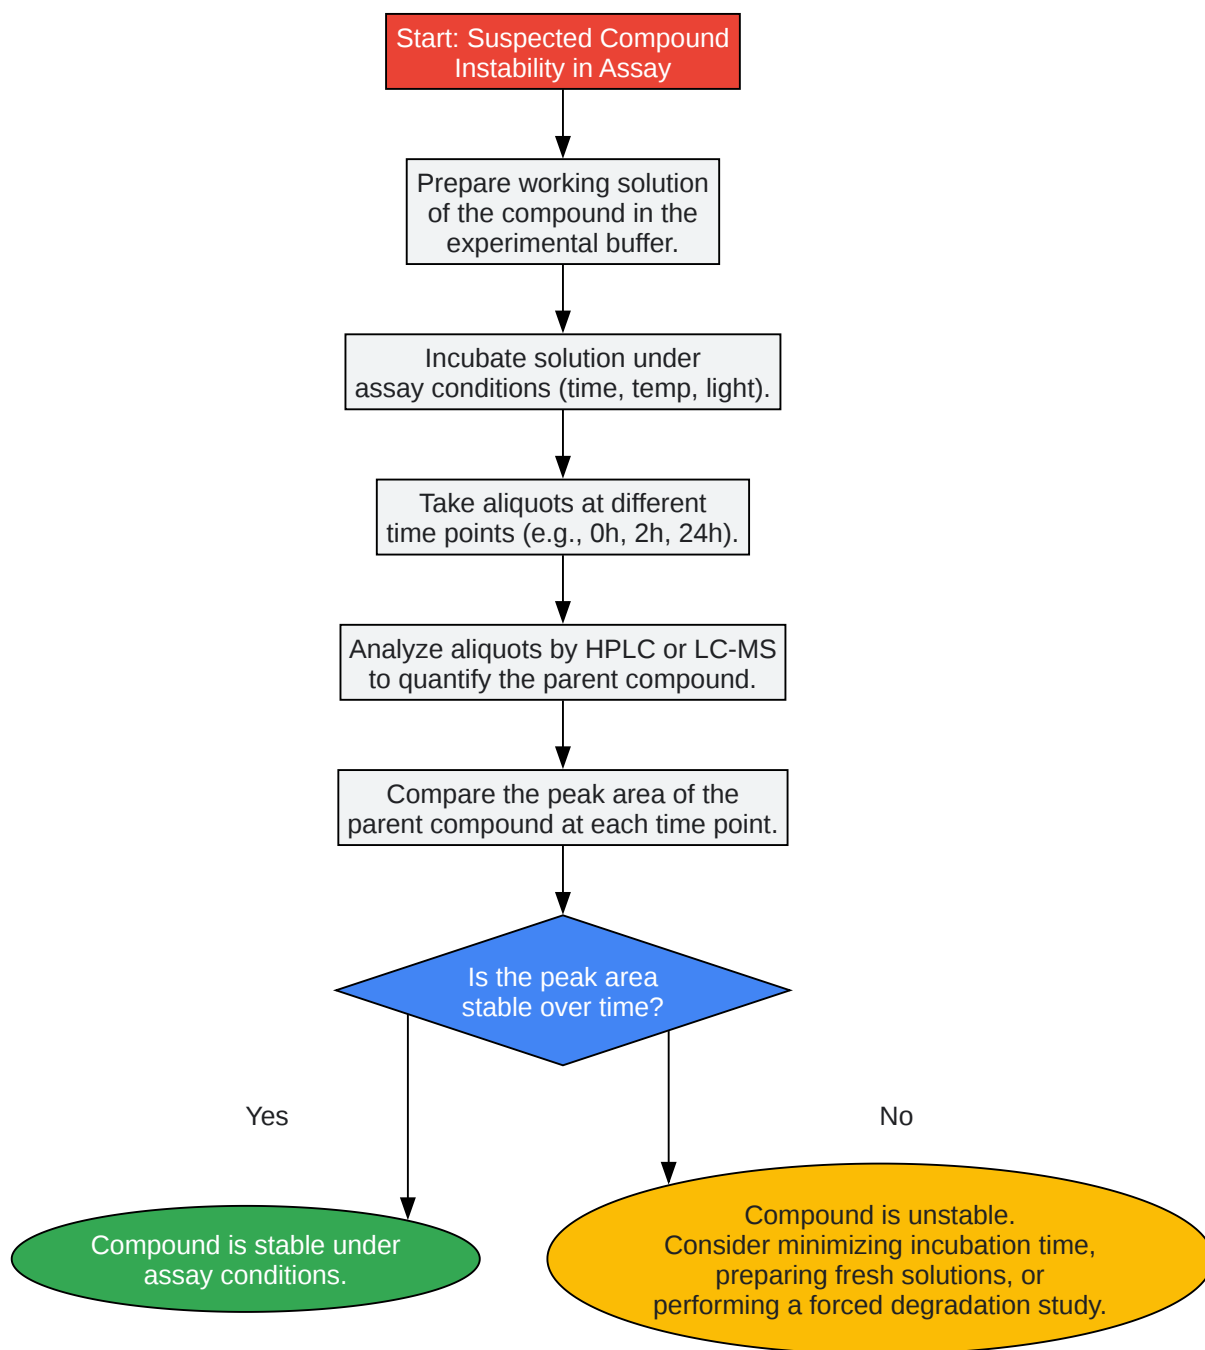 Start: Suspected Compound
Instability in Assay
Prepare working solution
of the compound in the
experimental buffer.
Incubate solution under
assay conditions (time, temp, light).
Take aliquots at different
time points (e.g., 0h, 2h, 24h).
Analyze aliquots by HPLC or LC-MS
to quantify the parent compound.
Compare the peak area of the
parent compound at each time point.
Is the peak area
stable over time?
Yes
No
Compound is stable under
assay conditions.
Compound is unstable.
Consider minimizing incubation time,
preparing fresh solutions, or
performing a forced degradation study.